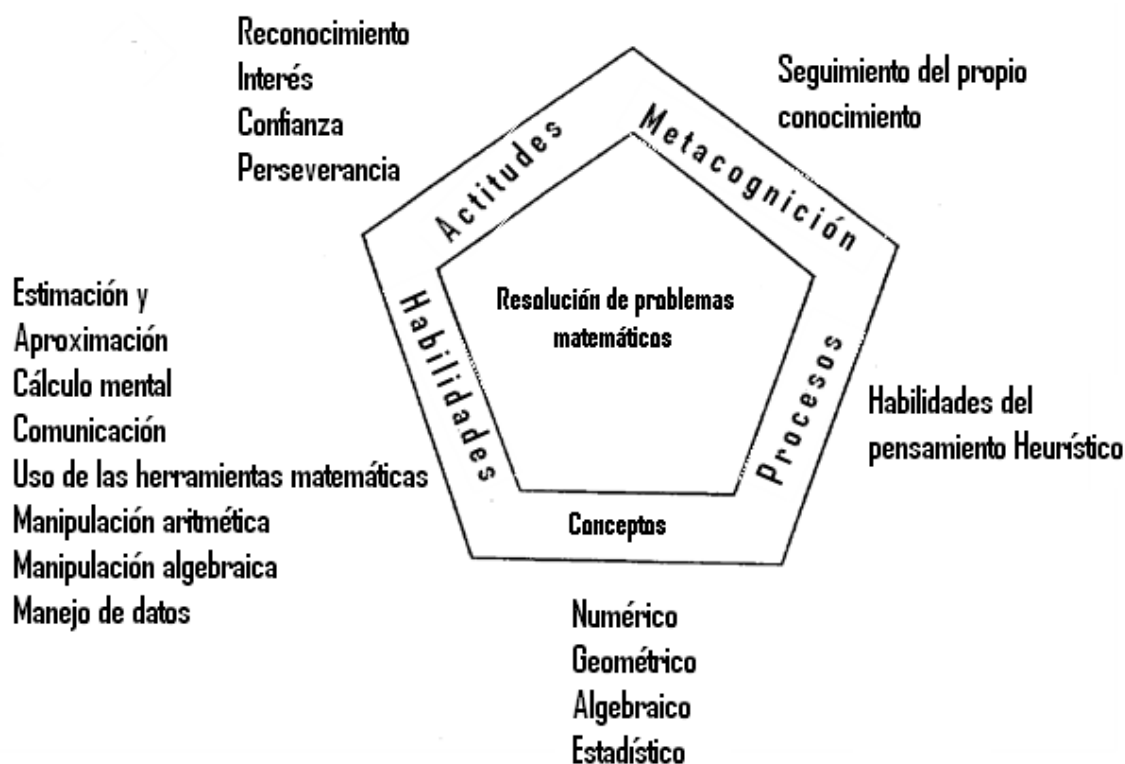 Reconocimiento
Interés
Confianza
Perseverancia
Seguimiento del propio
conocimiento
Actitudes
Metacognición
Resolución de problemas
matemáticos
Habilidades
Procesos
Conceptos
Estimación y
Aproximación
Cálculo mental
Comunicación
Uso de las herramientas matemáticas
Manipulación aritmética
Manipulación algebraica
Manejo de datos
Habilidades del
pensamiento Heurístico
Numérico
Geométrico
Algebraico
Estadístico